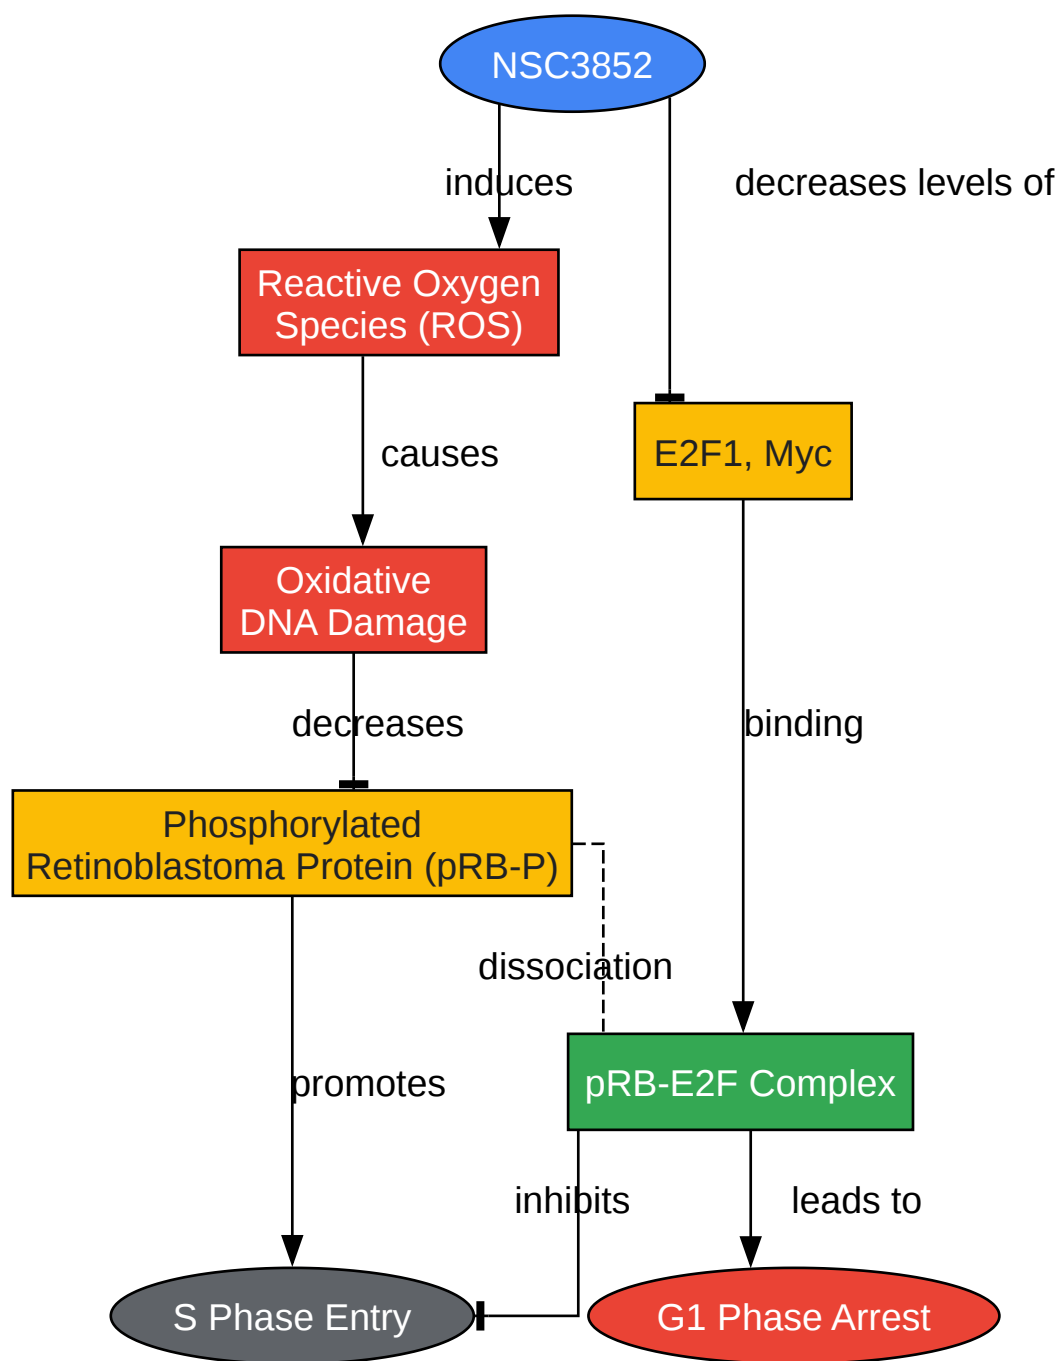 NSC3852
induces
decreases levels of
Reactive Oxygen
Species (ROS)
E2F1, Myc
causes
Oxidative
DNA Damage
decreases
binding
Phosphorylated
Retinoblastoma Protein (pRB-P)
dissociation
promotes
pRB-E2F Complex
inhibits
leads to
S Phase Entry
G1 Phase Arrest